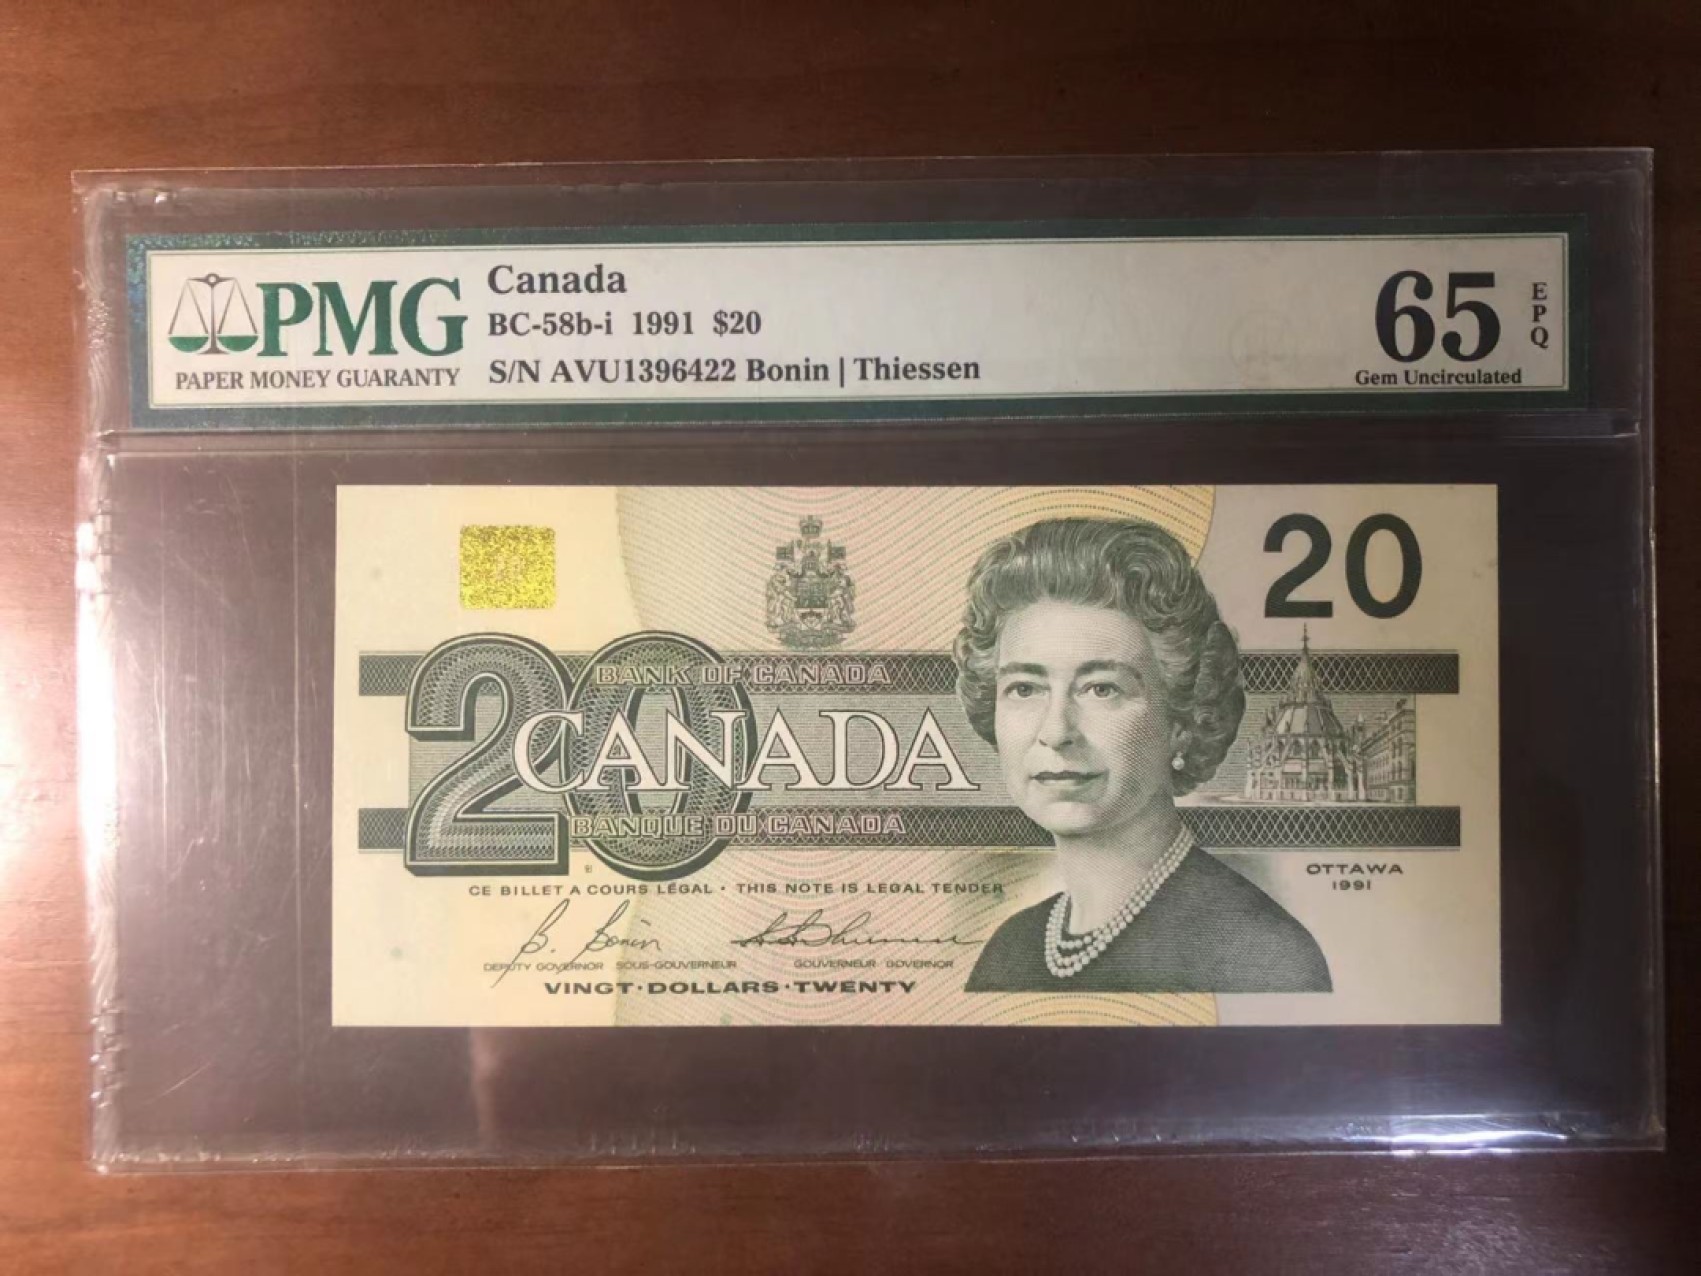 PMG
PAPER MONEY GUARANTY
Canada
BC-58b-i 1991 $20
S/N AVU1396422 Bonin | Thiessen
65
EPQ
Gem Uncirculated
20
BANK OF CANADA
20
CANADA
BANQUE DU CANADA
CE BILLET A COURS LÉGAL · THIS NOTE IS LEGAL TENDER
OTTAWA
1991
B. Bonin
DEPUTY GOVERNOR SOUS-GOUVERNEUR GOUVERNEUR GOVERNOR
VINGT·DOLLARS·TWENTY